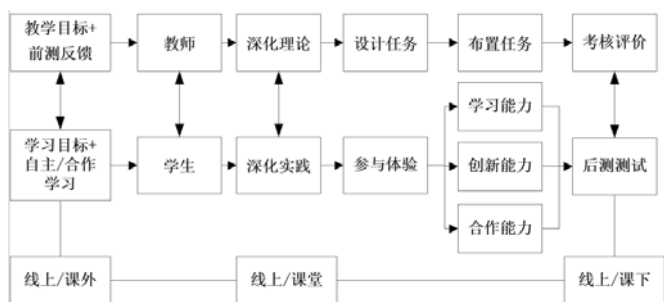 教学目标+
前测反馈
教师
深化理论
设计任务
布置任务
考核评价
学习目标+
自主/合作
学习
学生
深化实践
参与体验
学习能力
创新能力
合作能力
后测测试
线上/课外
线上/课堂
线上/课下